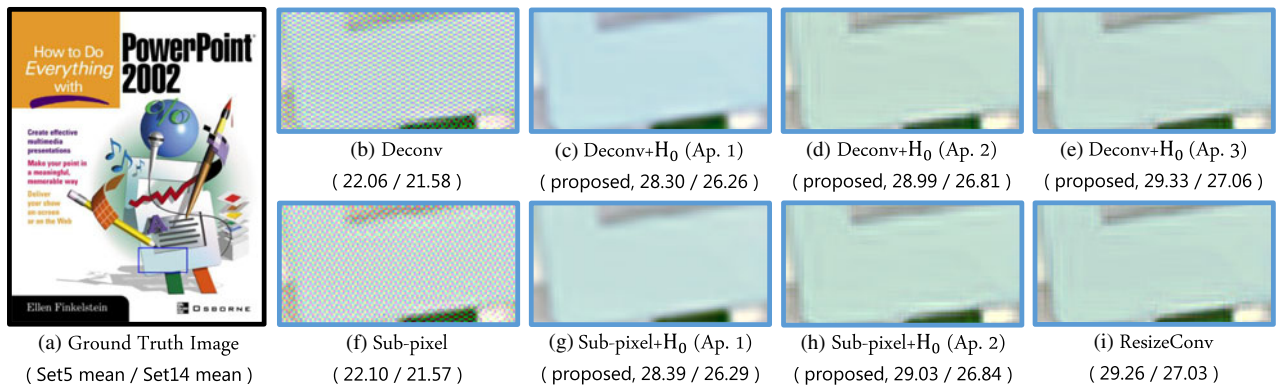 How to Do
Everything
with
PowerPoint
2002
%
Create effective
multimedia
presentations
Make your point in
a meaningful,
memorable way
Deliver
your show
on-screen
or on the Web
Ellen Finkelstein
OSBORNE
(a) Ground Truth Image
( Set5 mean / Set14 mean )
(b) Deconv
( 22.06 / 21.58 )
(c) Deconv+H₀ (Ap. 1)
( proposed, 28.30 / 26.26 )
(d) Deconv+H₀ (Ap. 2)
( proposed, 28.99 / 26.81 )
(e) Deconv+H₀ (Ap. 3)
( proposed, 29.33 / 27.06 )
(f) Sub-pixel
( 22.10 / 21.57 )
(g) Sub-pixel+H₀ (Ap. 1)
( proposed, 28.39 / 26.29 )
(h) Sub-pixel+H₀ (Ap. 2)
( proposed, 29.03 / 26.84 )
(i) ResizeConv
( 29.26 / 27.03 )